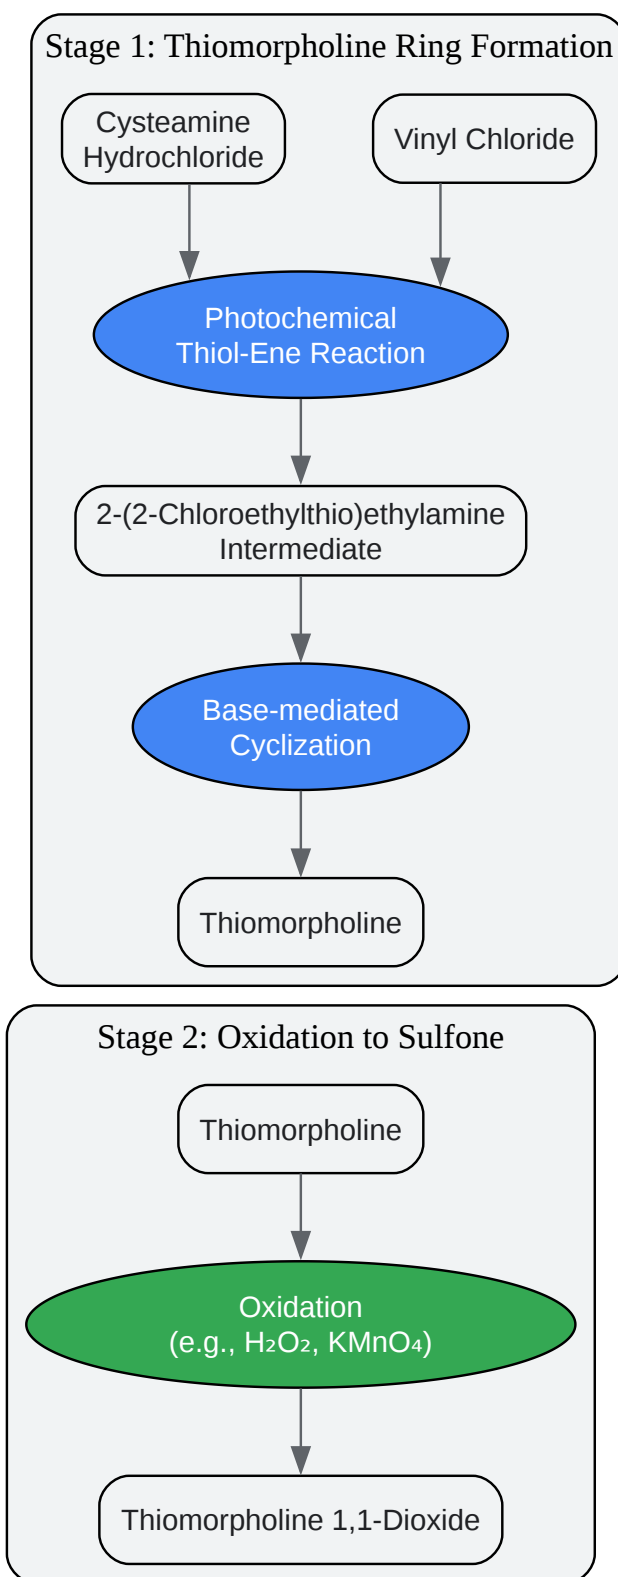 Stage 1: Thiomorpholine Ring Formation
Cysteamine
Hydrochloride
Vinyl Chloride
Photochemical
Thiol-Ene Reaction
2-(2-Chloroethylthio)ethylamine
Intermediate
Base-mediated
Cyclization
Thiomorpholine
Stage 2: Oxidation to Sulfone
Thiomorpholine
Oxidation
(e.g., H₂O₂, KMnO₄)
Thiomorpholine 1,1-Dioxide